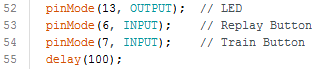 52 pinMode(13, OUTPUT); // LED
53 pinMode(6, INPUT); // Replay Button
54 pinMode(7, INPUT); // Train Button
55 delay(100);